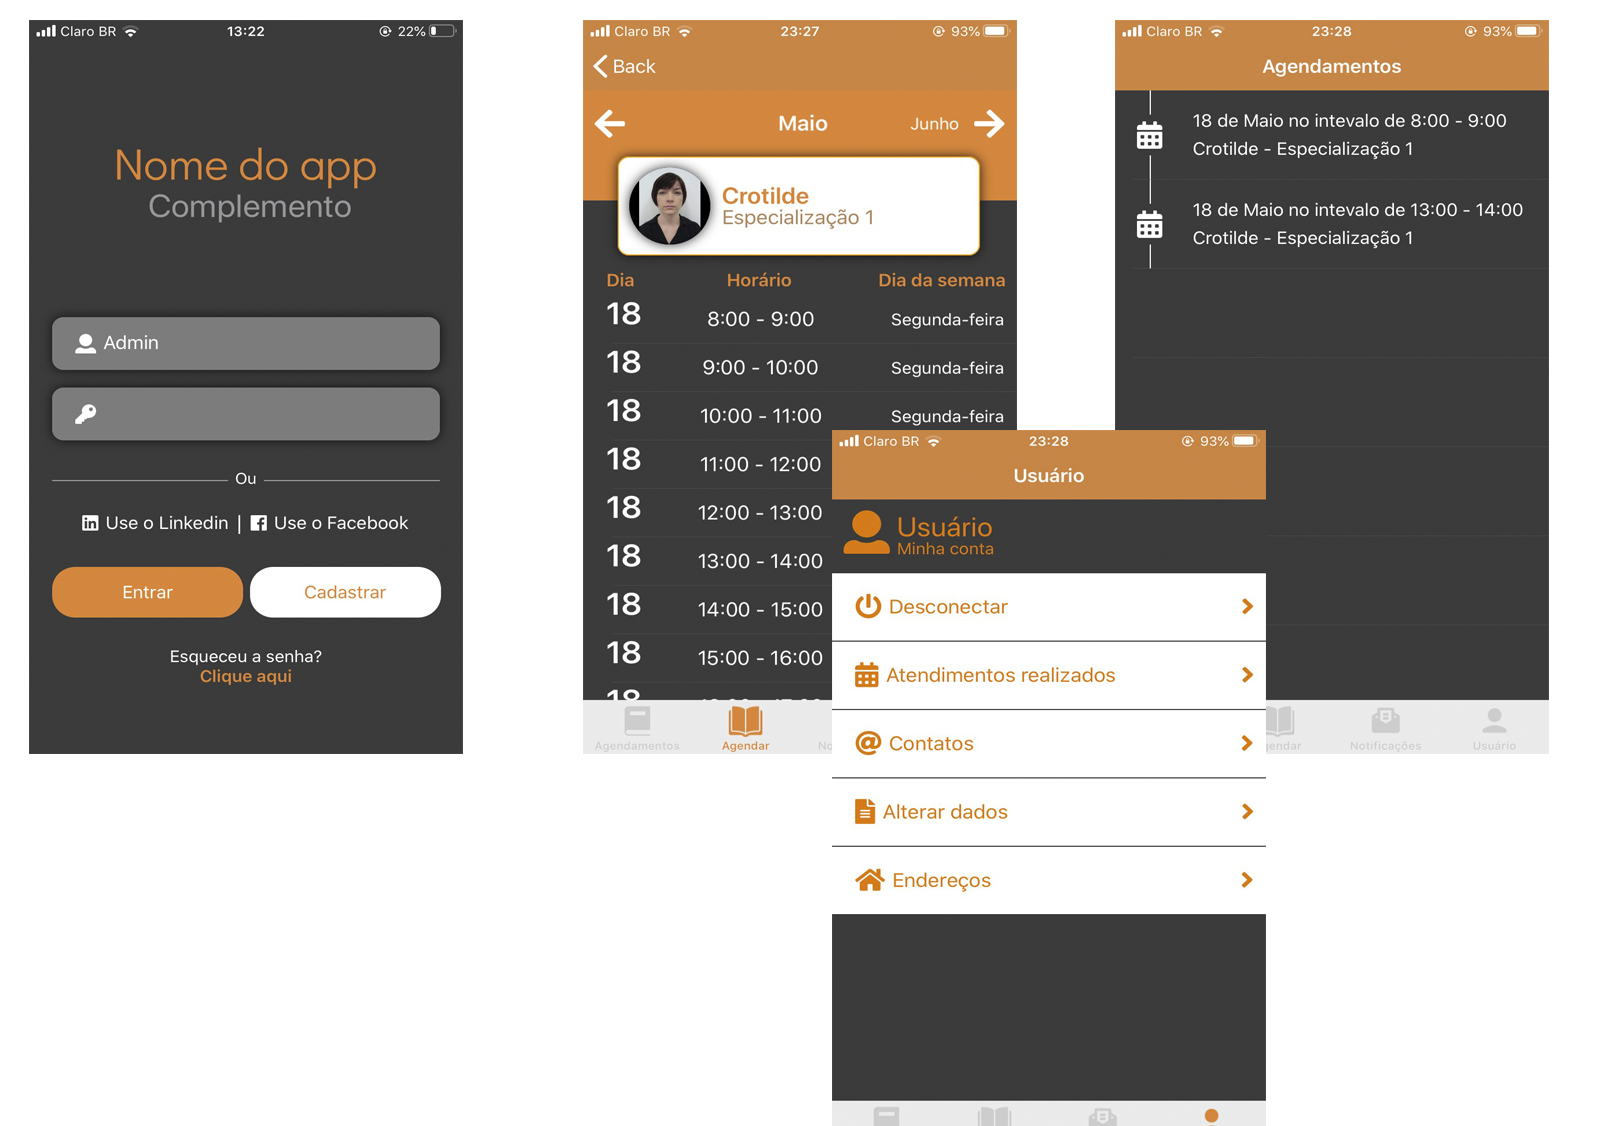 Claro BR 13:22 22%
Nome do app
Complemento
Admin
Ou
Use o Linkedin | Use o Facebook
Entrar Cadastrar
Esqueceu a senha?
Clique aqui
Claro BR 23:27 93%
Back
Maio Junho
Crotilde
Especialização 1
Dia Horário Dia da semana
18 8:00 - 9:00 Segunda-feira
18 9:00 - 10:00 Segunda-feira
18 10:00 - 11:00 Segunda-feira
18 11:00 - 12:00
18 12:00 - 13:00
18 13:00 - 14:00
18 14:00 - 15:00
18 15:00 - 16:00
Agendamentos Agendar No
Claro BR 23:28 93%
Usuário
Usuário
Minha conta
Desconectar
Atendimentos realizados
@ Contatos
Alterar dados
Endereços
Claro BR 23:28 93%
Agendamentos
18 de Maio no intevalo de 8:00 - 9:00
Crotilde - Especialização 1
18 de Maio no intevalo de 13:00 - 14:00
Crotilde - Especialização 1
endar Notificações Usuário